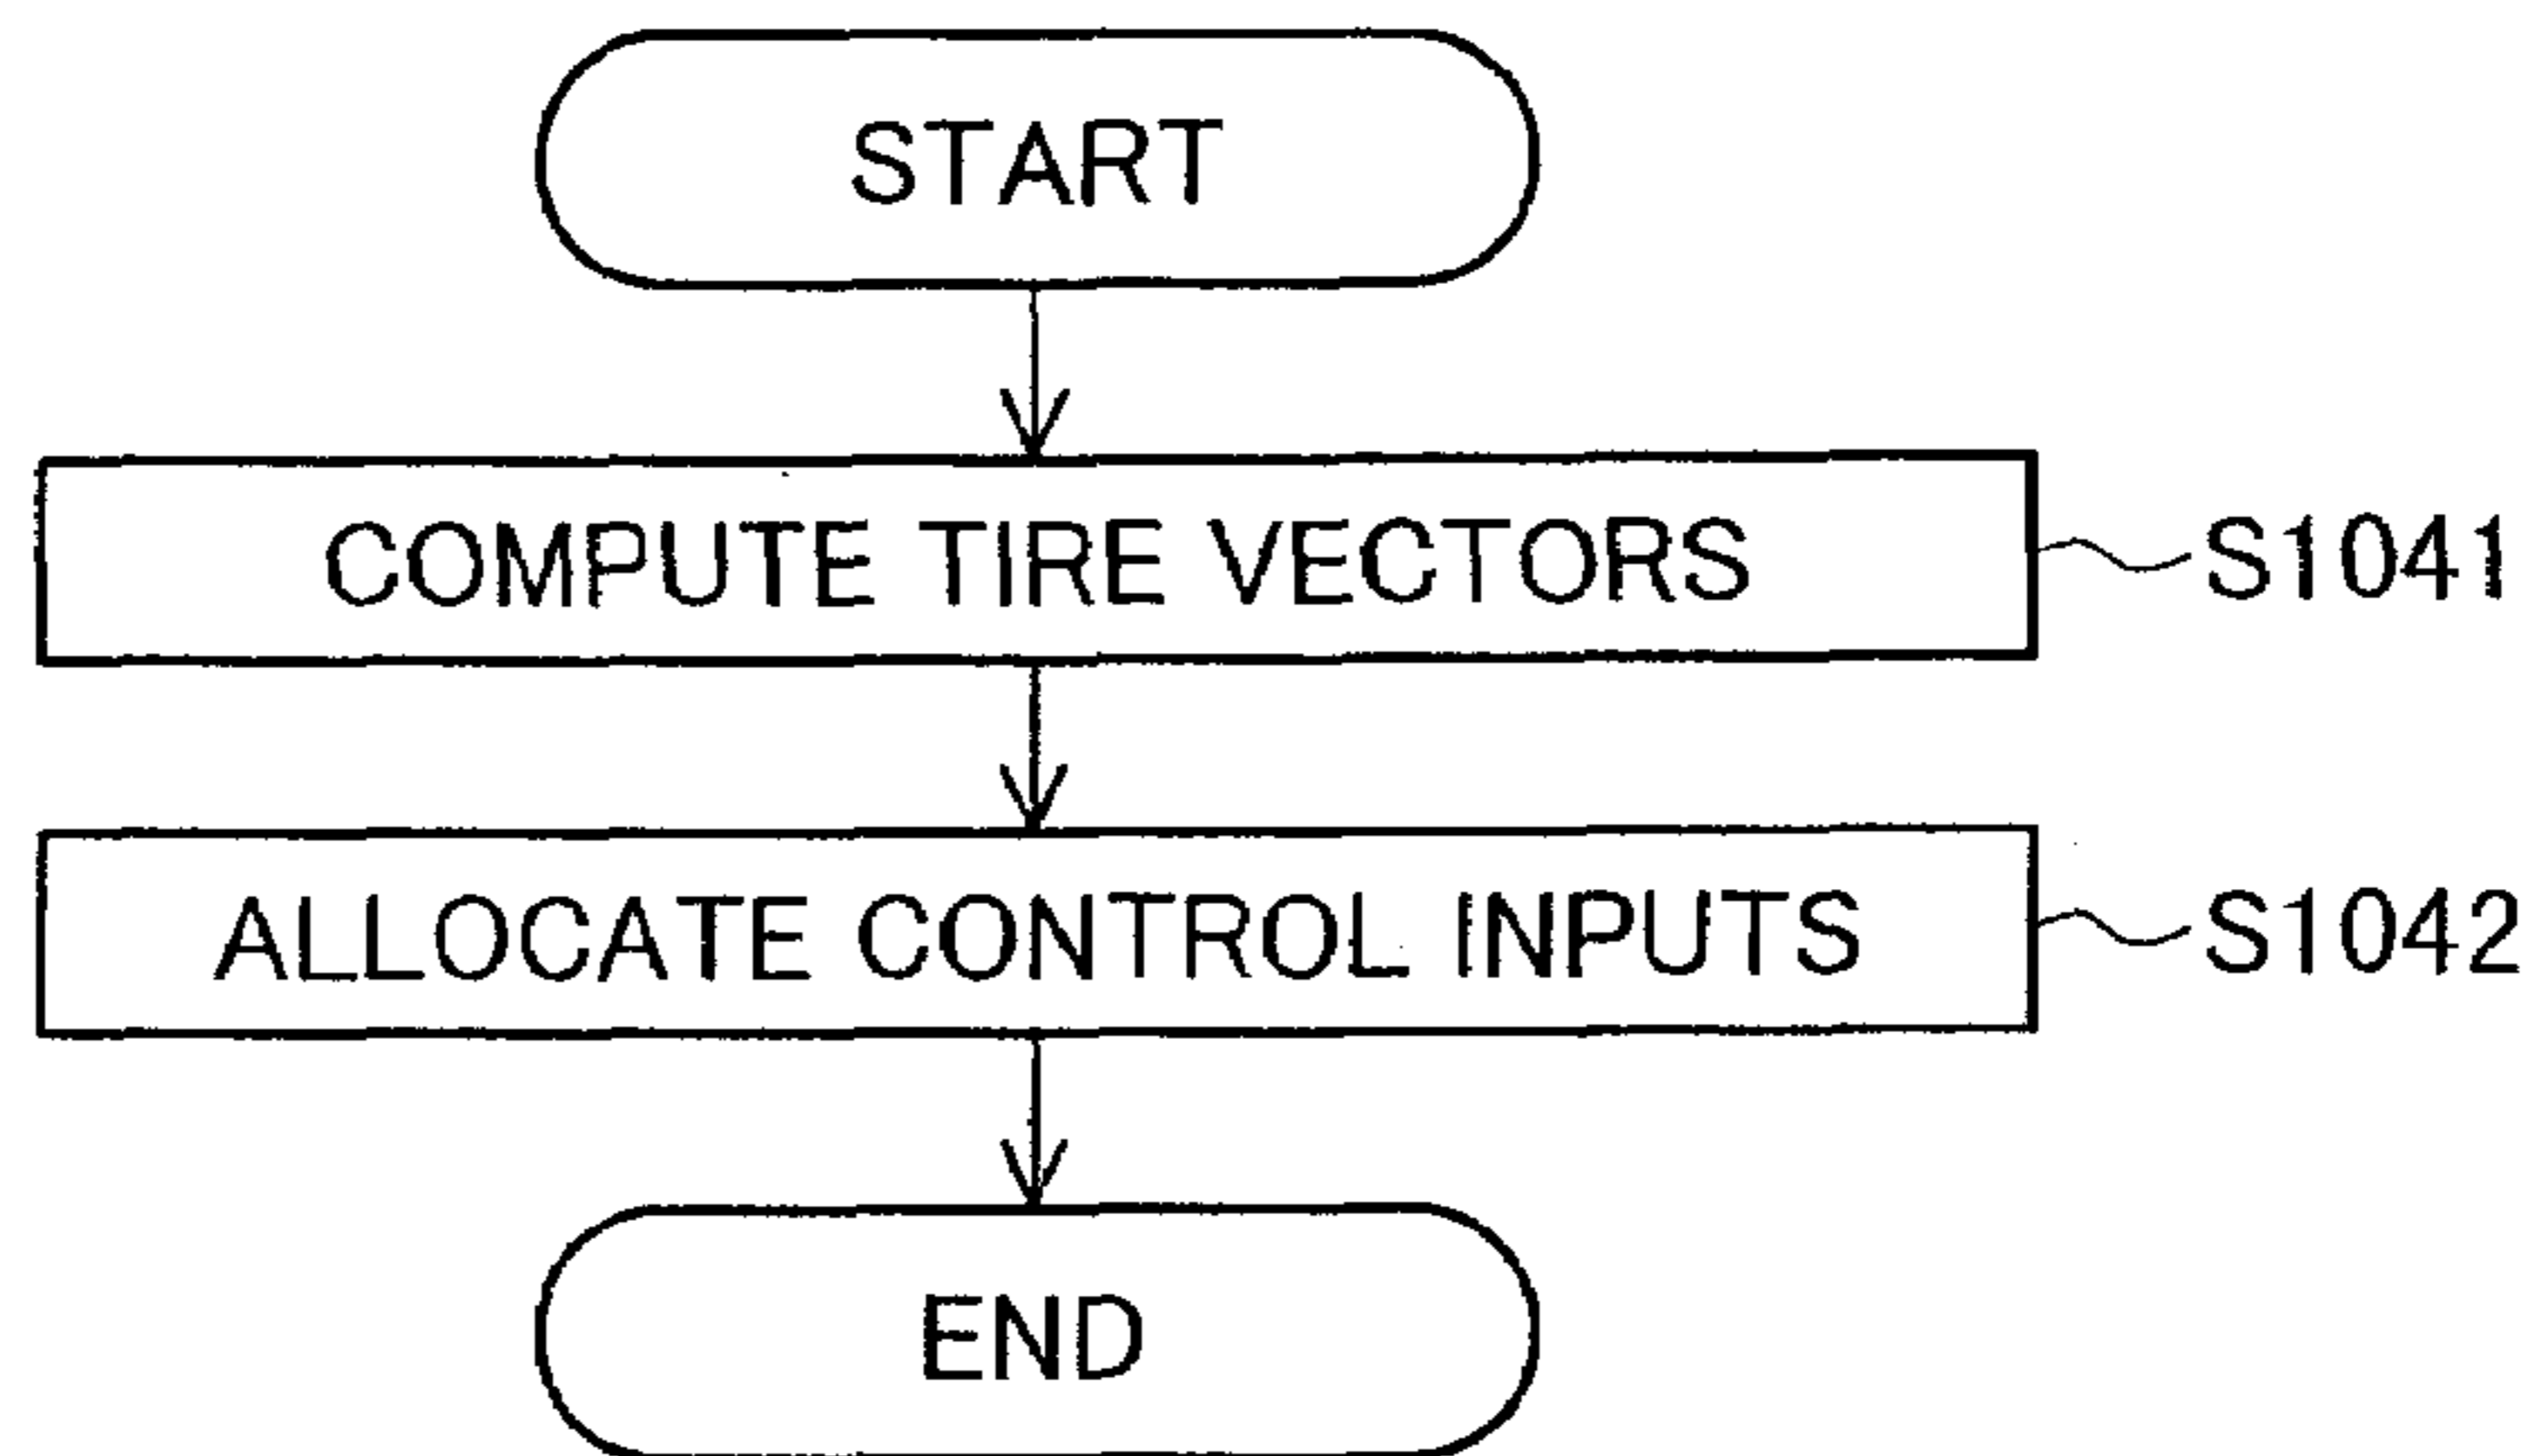 START
COMPUTE TIRE VECTORS S1041
ALLOCATE CONTROL INPUTS S1042
END